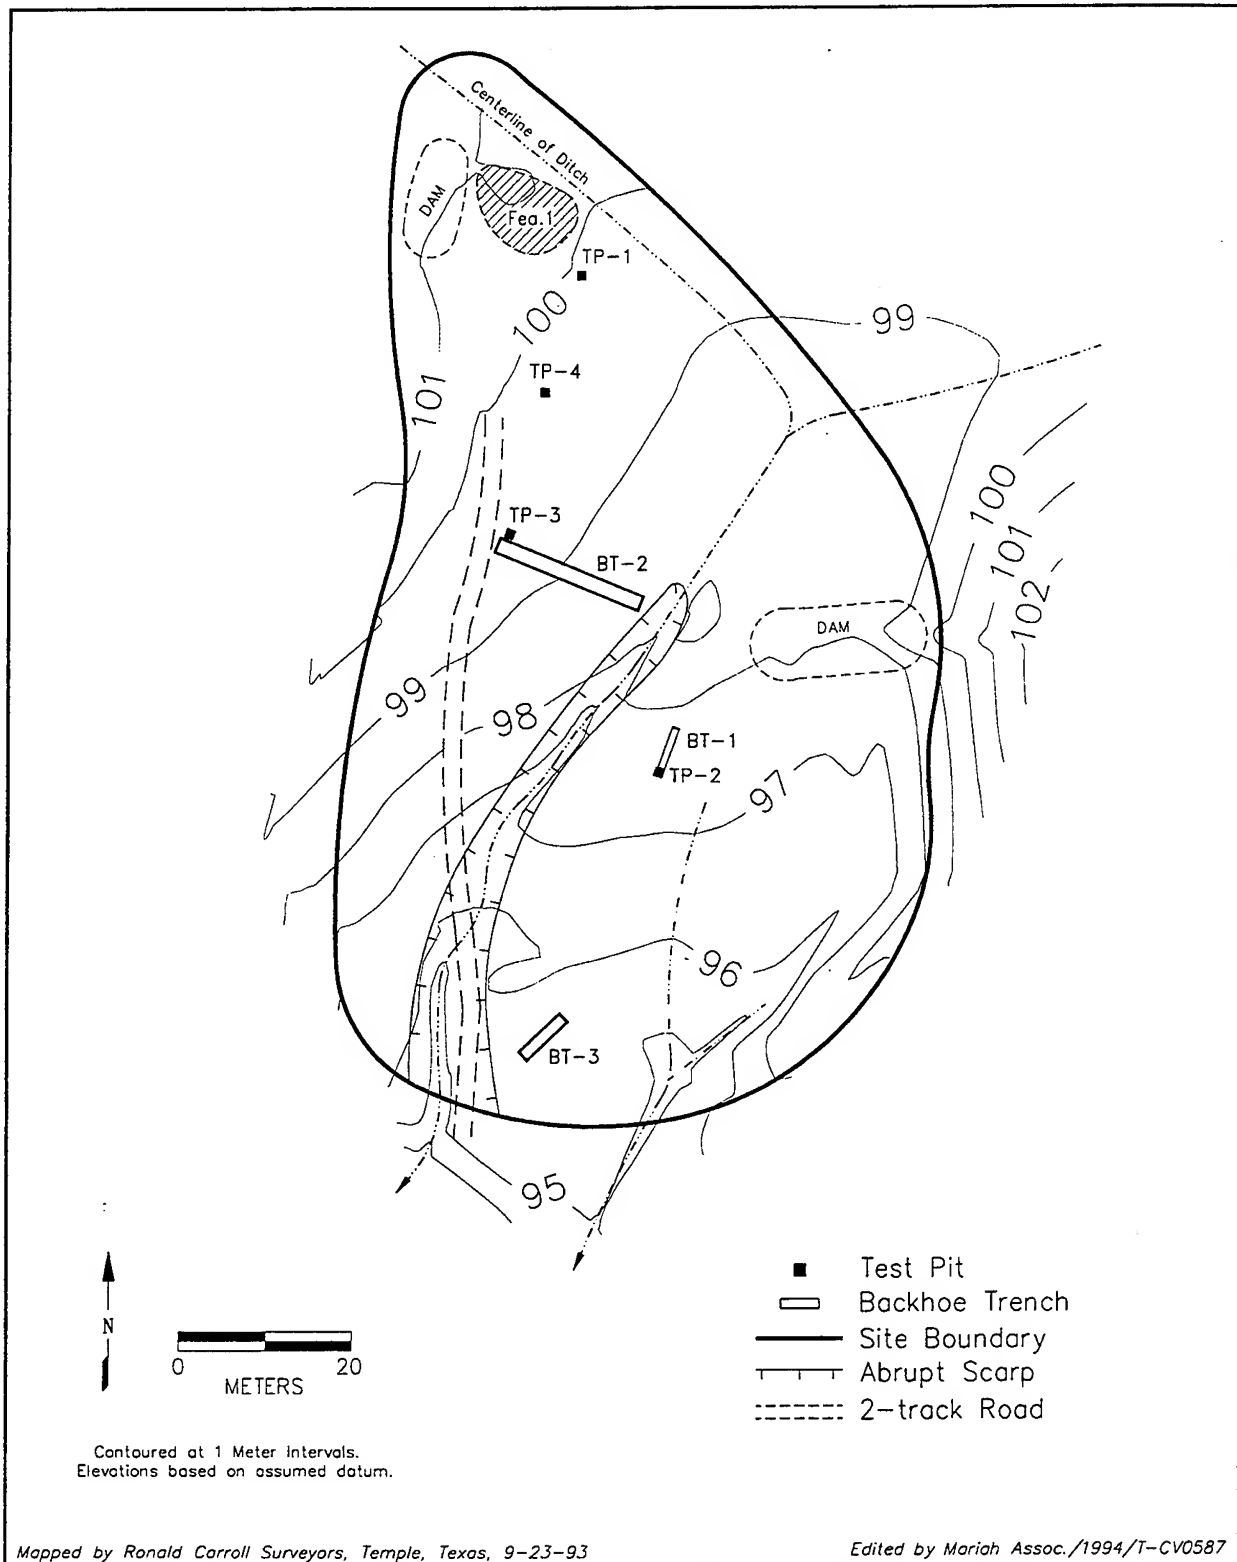 Centerline of Ditch
DAM
Fea.1
TP-1
100
99
TP-4
101
100
TP-3
BT-2
101
102
DAM
99
98
BT-1
TP-2
97
96
BT-3
95
N
0 20
METERS
Test Pit
Backhoe Trench
Site Boundary
Abrupt Scarp
2-track Road
Contoured at 1 Meter Intervals.
Elevations based on assumed datum.
Mapped by Ronald Carroll Surveyors, Temple, Texas, 9-23-93
Edited by Mariah Assoc./1994/T-CV0587